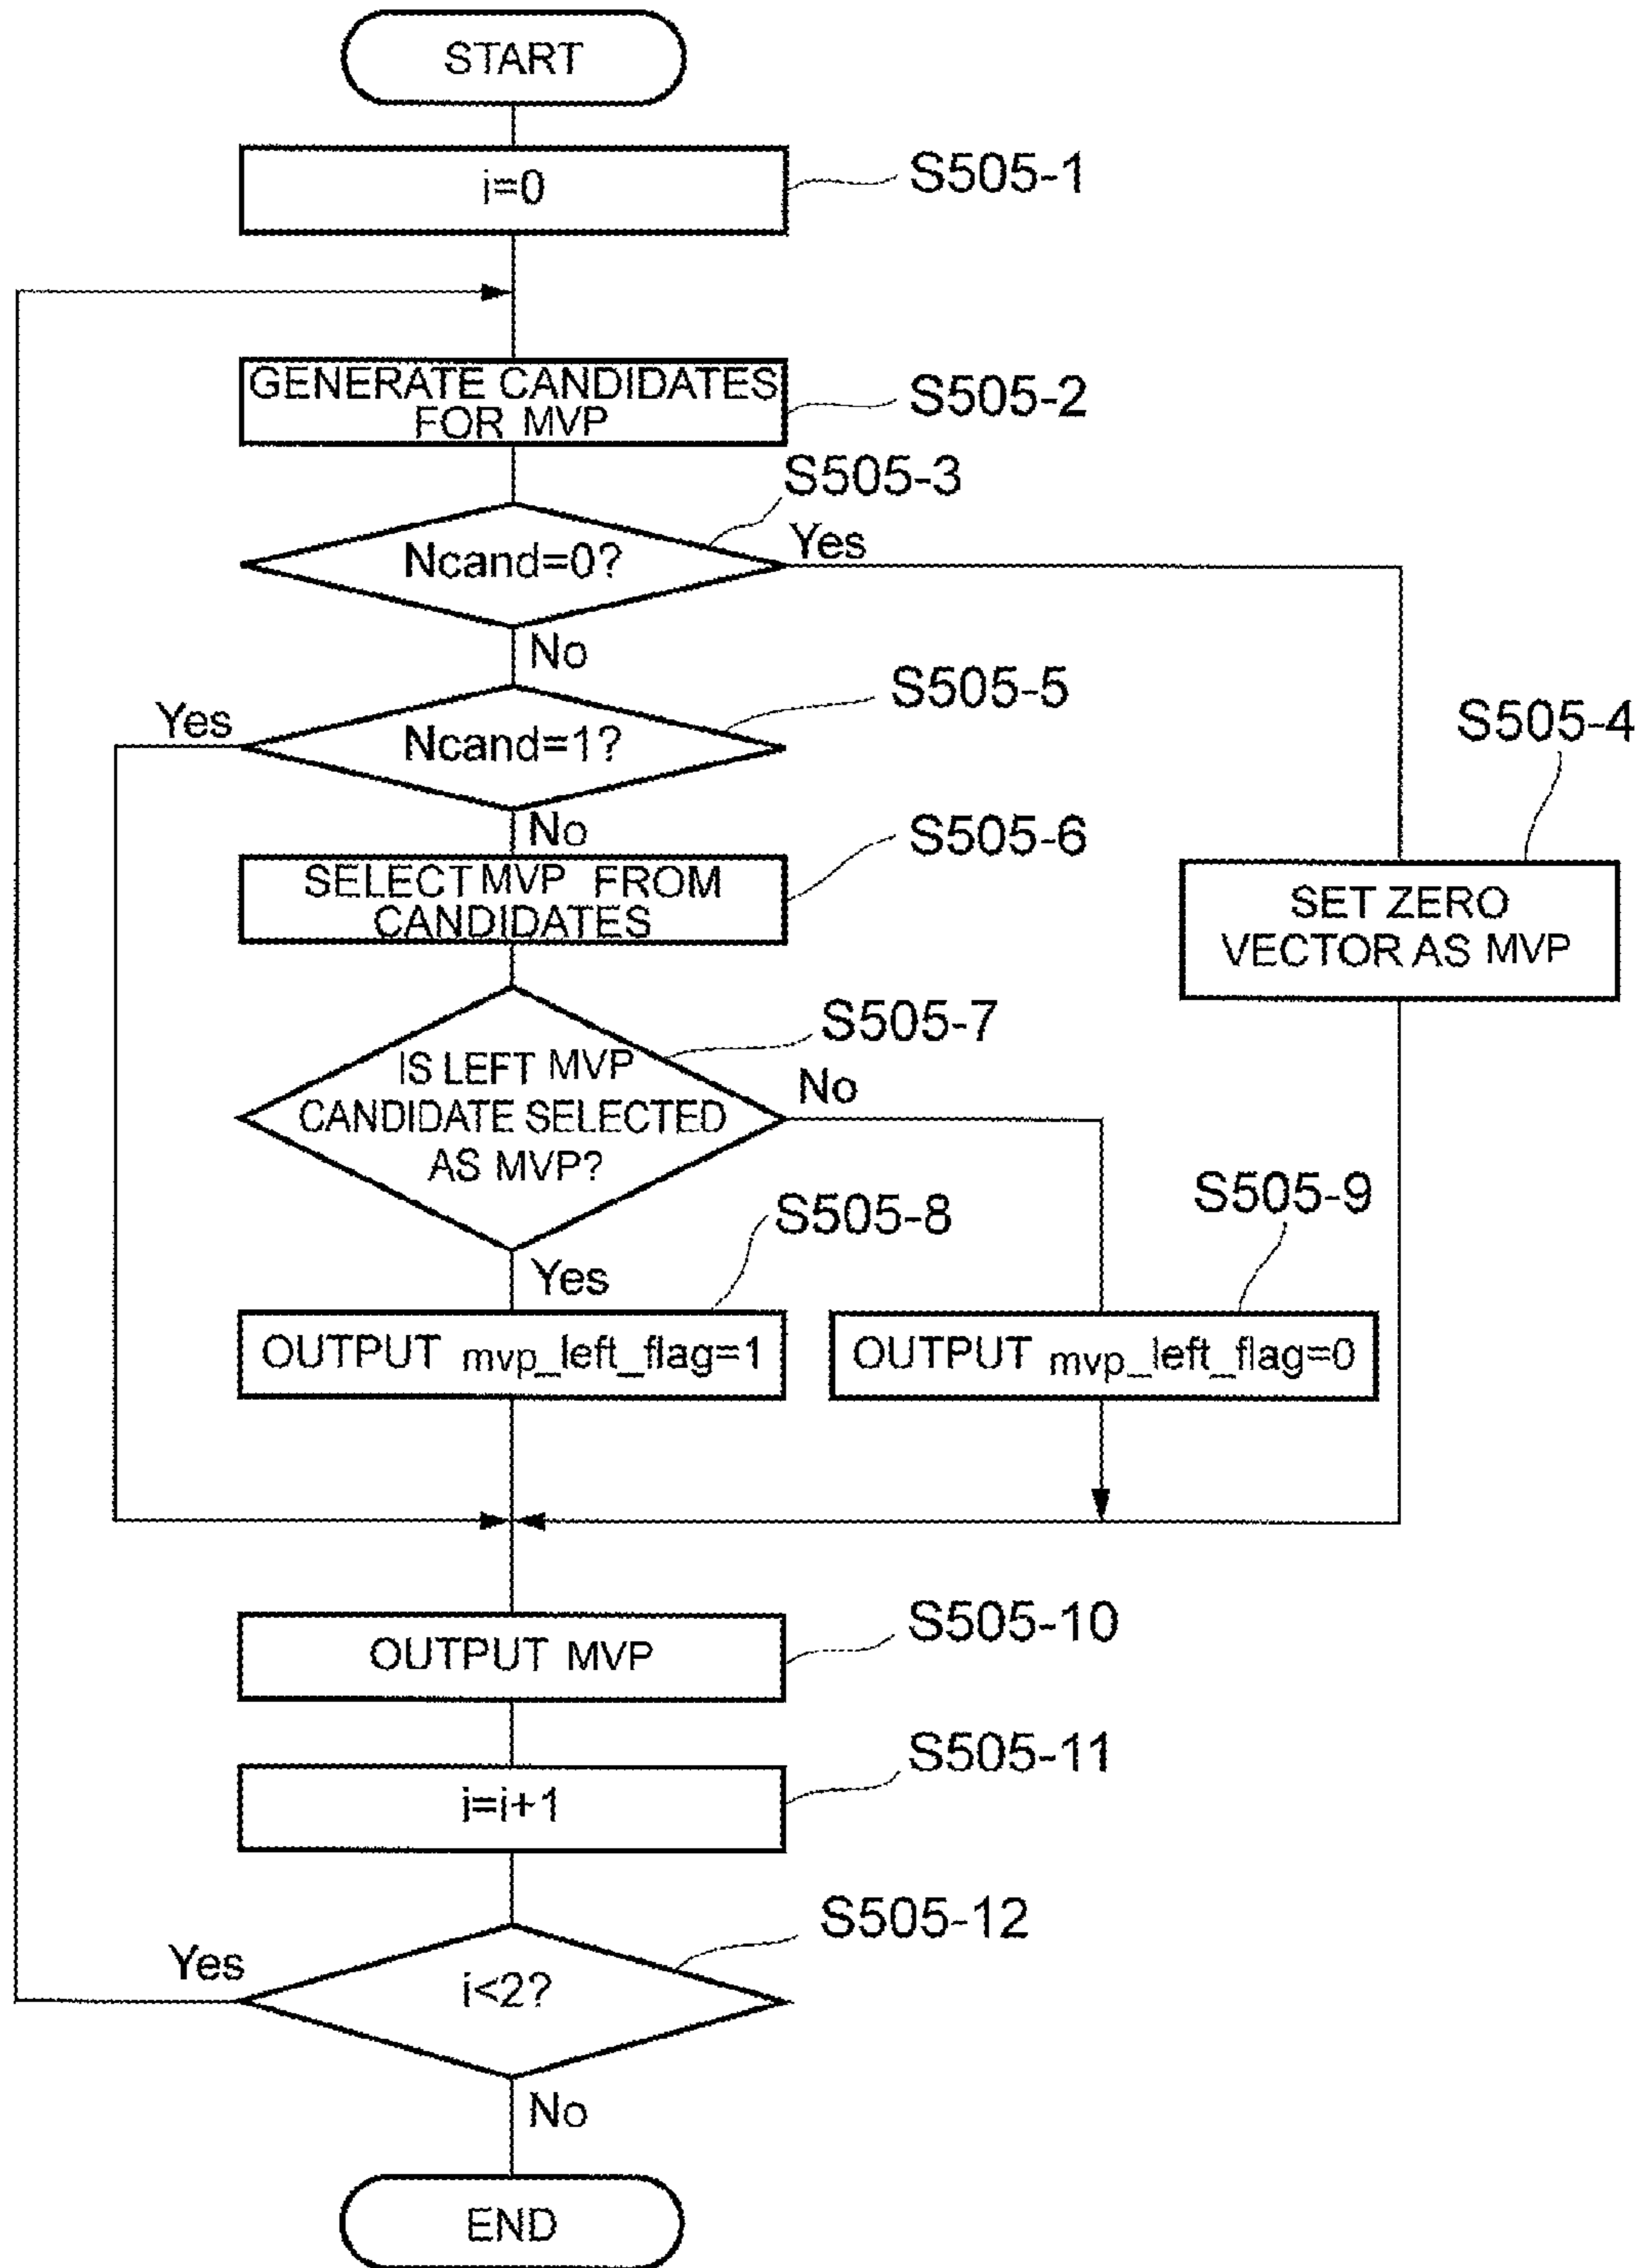 START
i=0
S505-1
GENERATE CANDIDATES
FOR MVP
S505-2
S505-3
Ncand=0?
Yes
No
S505-5
Yes
Ncand=1?
S505-4
No
S505-6
SELECT MVP FROM
CANDIDATES
SET ZERO
VECTOR AS MVP
S505-7
IS LEFT MVP
CANDIDATE SELECTED
AS MVP?
No
S505-8
S505-9
Yes
OUTPUT mvp_left_flag=1
OUTPUT mvp_left_flag=0
S505-10
OUTPUT MVP
S505-11
i=i+1
S505-12
Yes
i<2?
No
END